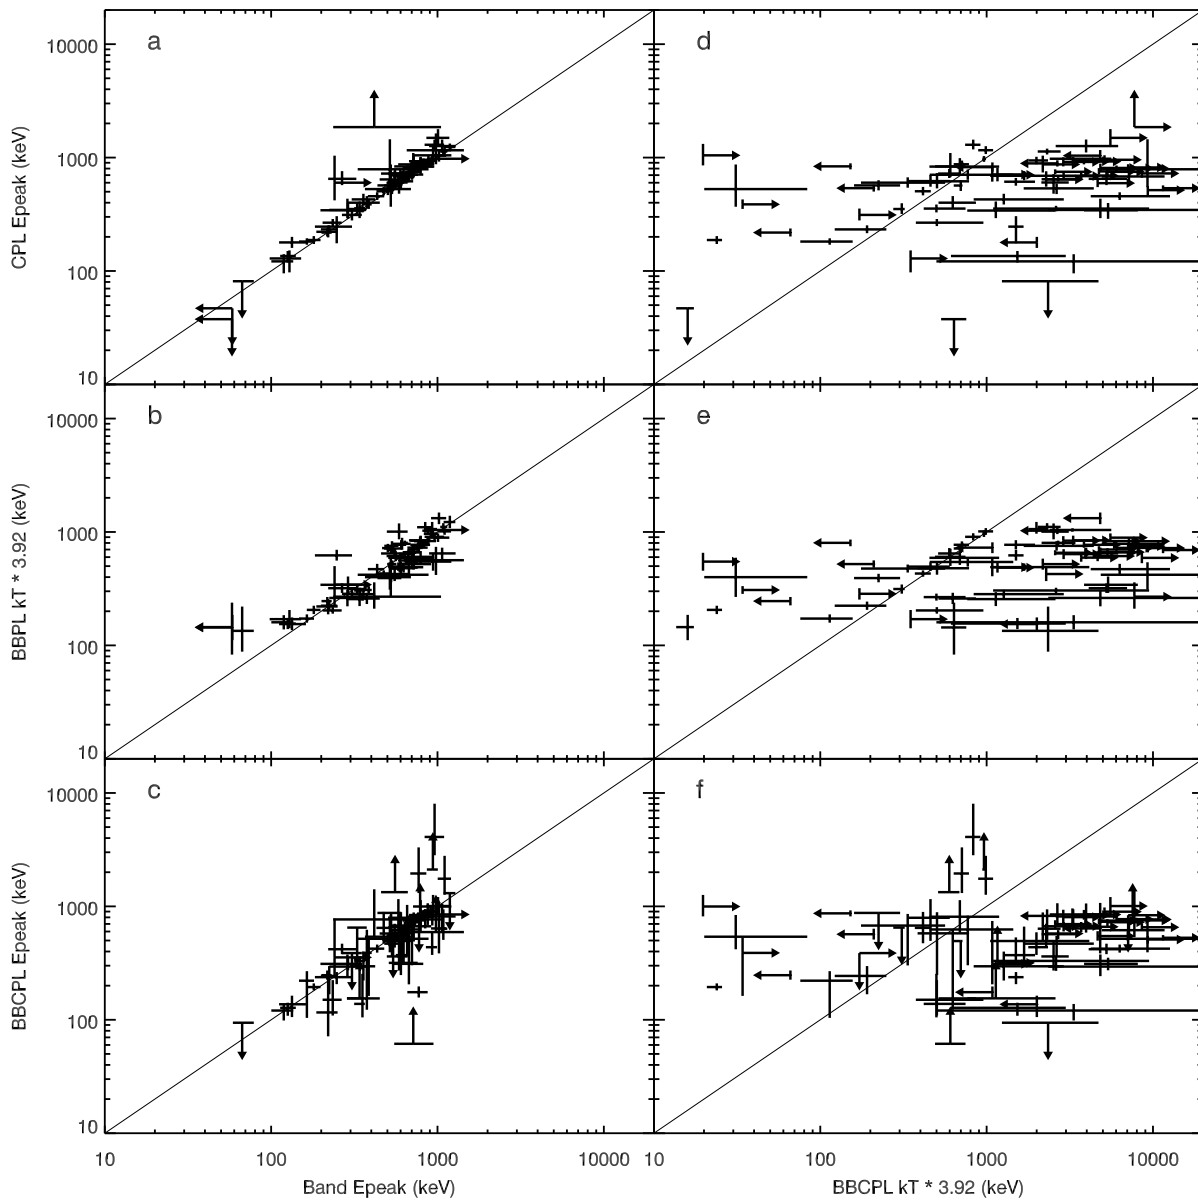 a
d
10000
1000
100
10
CPL Epeak (keV)
b
e
10000
1000
100
10
BBPL kT * 3.92 (keV)
c
f
10000
1000
100
10
BBCPL Epeak (keV)
10 100 1000 10000 10 100 1000 10000
Band Epeak (keV)
BBCPL kT * 3.92 (keV)